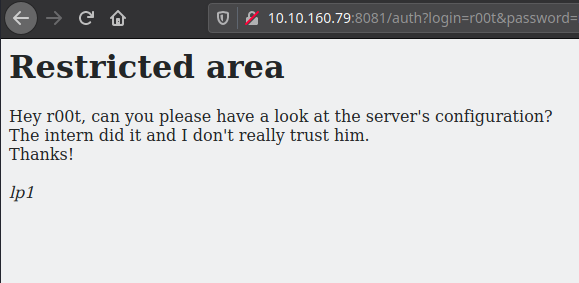 10.10.160.79:8081/auth?login=r00t&password=
Restricted area
Hey r00t, can you please have a look at the server's configuration?
The intern did it and I don't really trust him.
Thanks!
lp1